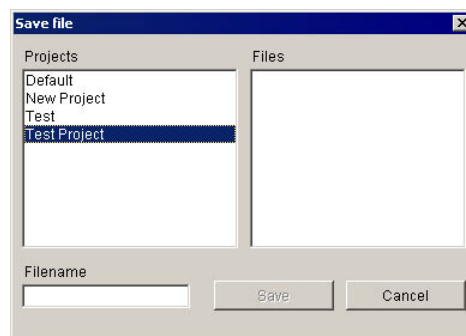 Save file
Projects
Files
Default
New Project
Test
Test Project
Filename
Save
Cancel